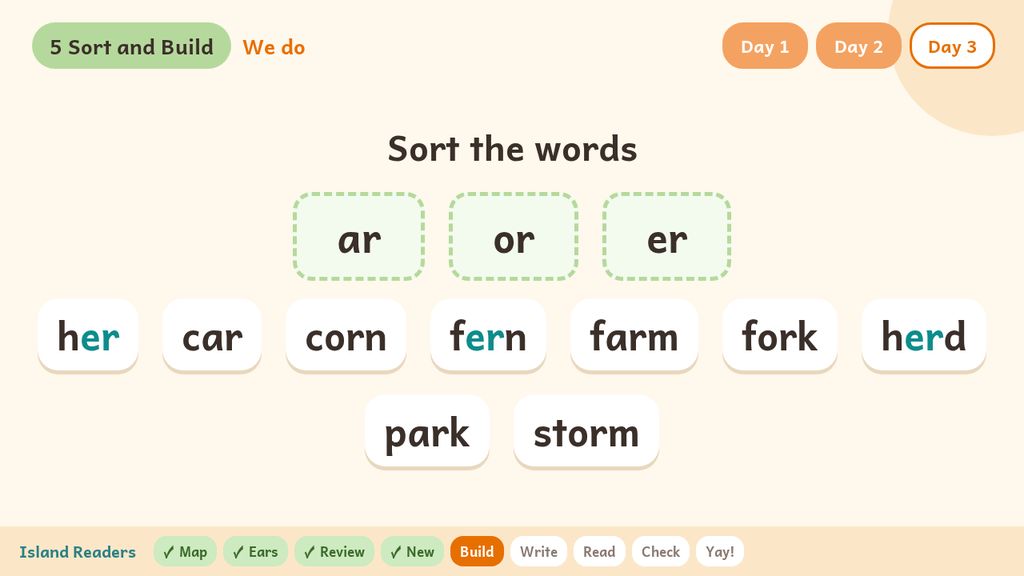 5 Sort and Build We do Day 1 Day 2 Day 3
Sort the words
ar or er
her car corn fern farm fork herd
park storm
Island Readers ✓ Map ✓ Ears ✓ Review ✓ New Build Write Read Check Yay!